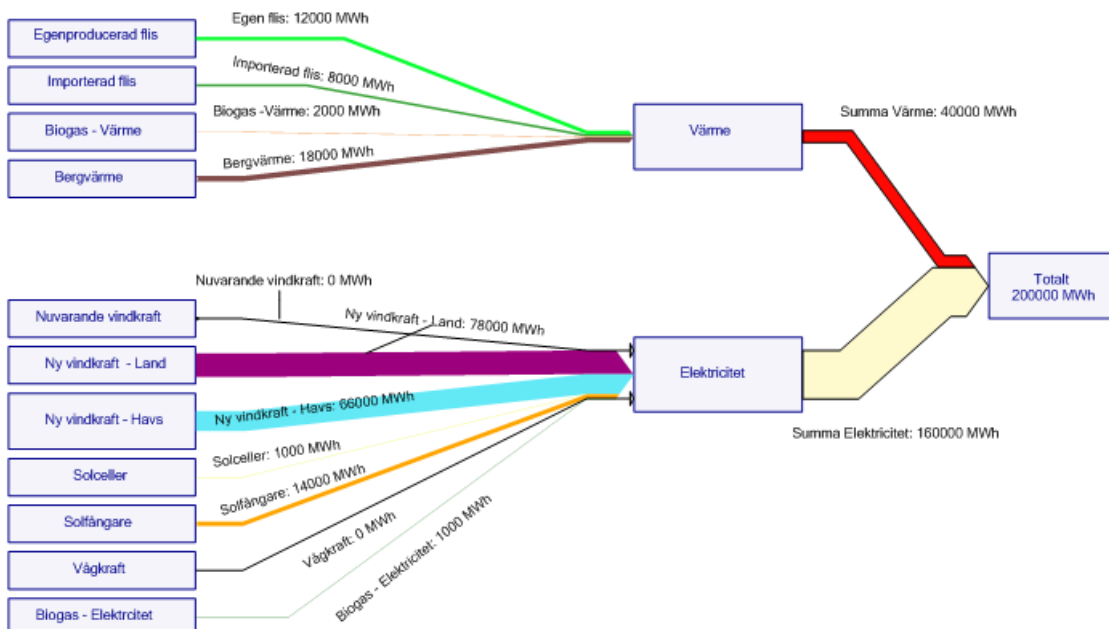 Egen flis: 12000 MWh
Egenproducerad flis
Importerad flis: 8000 MWh
Importerad flis
Biogas -Värme: 2000 MWh
Biogas - Värme
Värme
Summa Värme: 40000 MWh
Bergvärme: 18000 MWh
Bergvärme
Totalt
200000 MWh
Nuvarande vindkraft: 0 MWh
Nuvarande vindkraft
Ny vindkraft - Land: 78000 MWh
Ny vindkraft - Land
Elektricitet
Ny vindkraft - Havs: 66000 MWh
Ny vindkraft - Havs
Summa Elektricitet: 160000 MWh
Solceller: 1000 MWh
Solceller
Solfångare: 14000 MWh
Solfångare
Vågkraft: 0 MWh
Vågkraft
Biogas - Elektricitet: 1000 MWh
Biogas - Elektrcitet